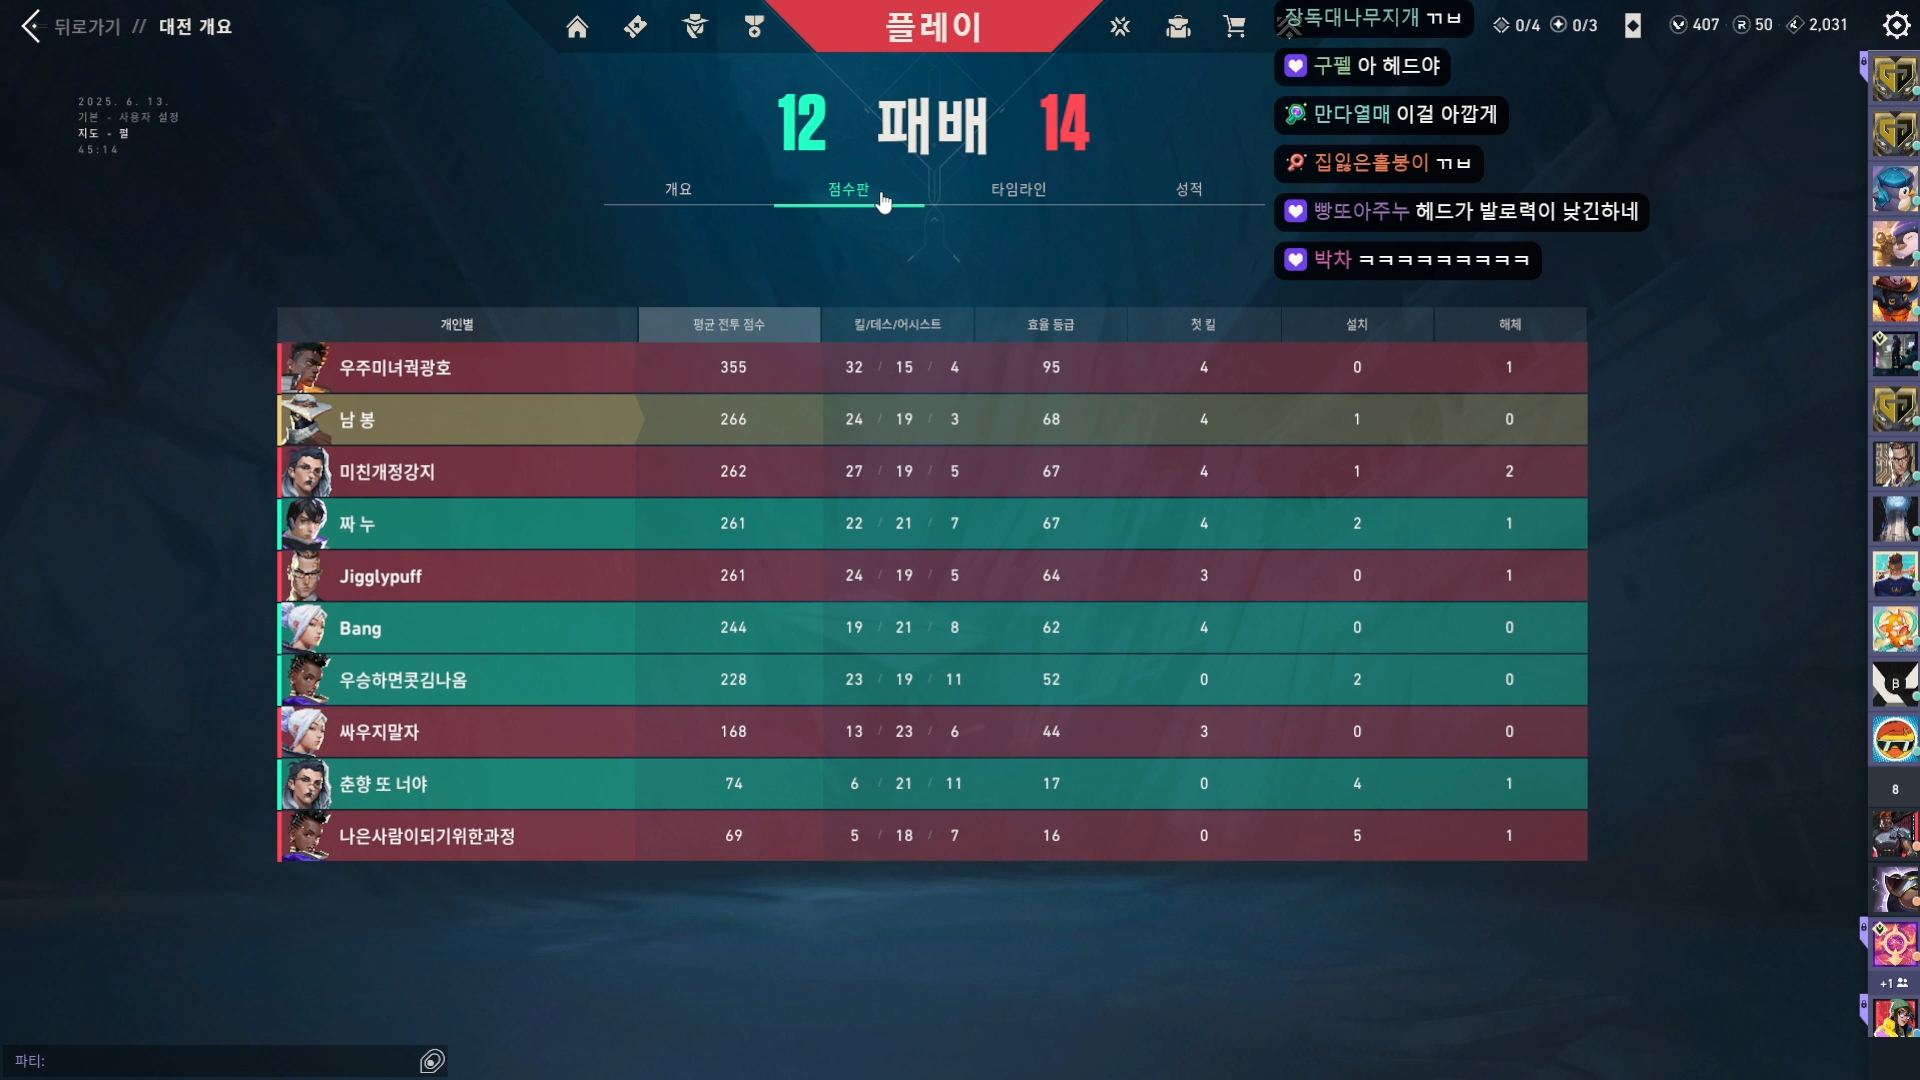 뒤로가기 // 대전 개요
플레이
0/4 0/3 407 50 2,031
2025. 6. 13.
기본 - 사용자 설정
지도 - 펄
45:14
12 패배 14
개요 점수판 타임라인 성적
장독대나무지개 ㄲㅂ
구펠 아 헤드야
만다열매 이걸 아깝게
집잃은홀붕이 ㄲㅂ
빵또아주누 헤드가 발로력이 낮긴하네
박차 ㅋㅋㅋㅋㅋㅋㅋㅋㅋ
개인별 평균 전투 점수 킬/데스/어시스트 효율 등급 첫 킬 설치 해체
우주미녀궉광호 355 32 / 15 / 4 95 4 0 1
남 봉 266 24 / 19 / 3 68 4 1 0
미친개정강지 262 27 / 19 / 5 67 4 1 2
짜 누 261 22 / 21 / 7 67 4 2 1
Jigglypuff 261 24 / 19 / 5 64 3 0 1
Bang 244 19 / 21 / 8 62 4 0 0
우승하면콧김나옴 228 23 / 19 / 11 52 0 2 0
싸우지말자 168 13 / 23 / 6 44 3 0 0
춘향 또 너야 74 6 / 21 / 11 17 0 4 1
나은사람이되기위한과정 69 5 / 18 / 7 16 0 5 1
8
+1
파티: